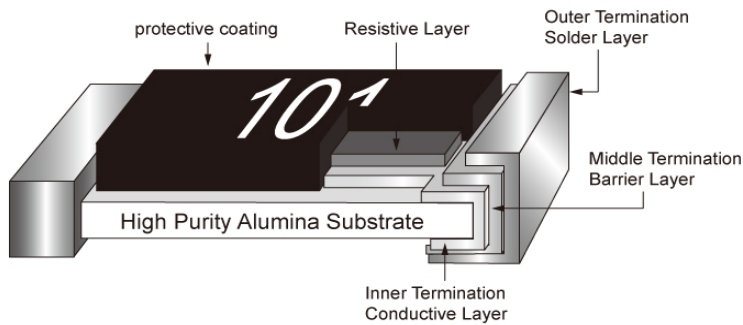 protective coating
Resistive Layer
Outer Termination
Solder Layer
101
Middle Termination
Barrier Layer
High Purity Alumina Substrate
Inner Termination
Conductive Layer